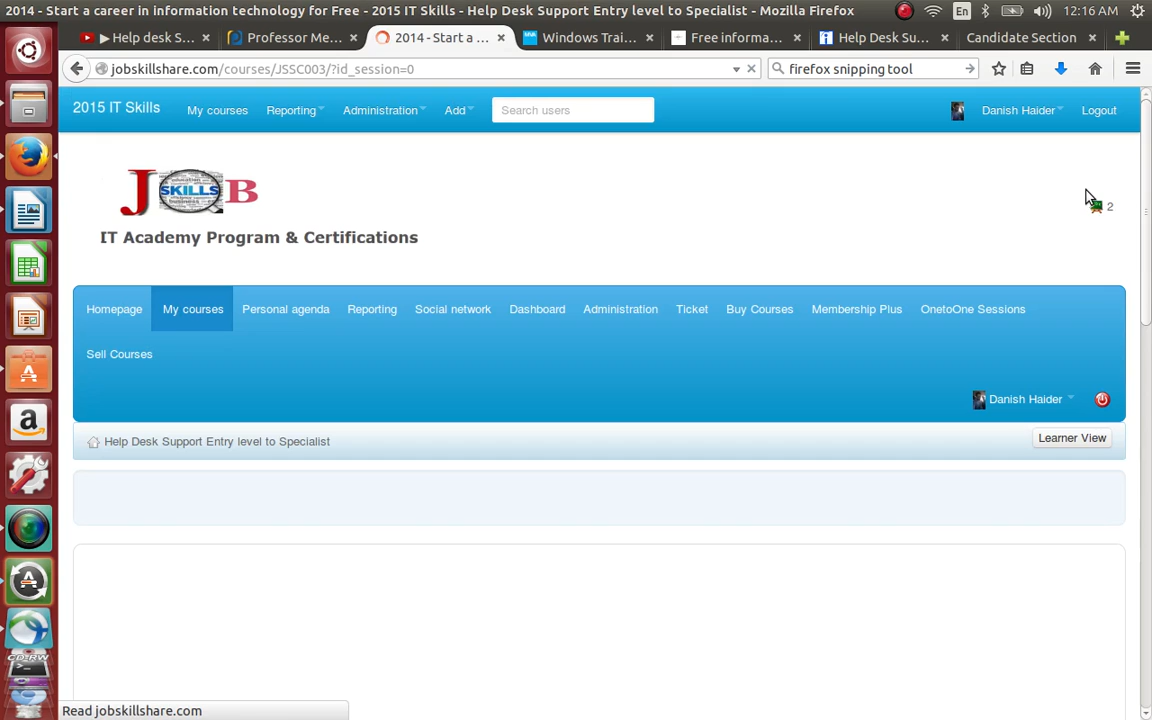 2014 - Start a career in information technology for Free - 2015 IT Skills - Help Desk Support Entry level to Specialist - Mozilla Firefox
En
12:16 AM
▶ Help desk S... ×
Professor Me... ×
2014 - Start a ... ×
Windows Trai... ×
Free informa... ×
Help Desk Su... ×
Candidate Section ×
jobskillshare.com/courses/JSSC003/?id_session=0
firefox snipping tool
2015 IT Skills
My courses
Reporting
Administration
Add
Search users
Danish Haider
Logout
JOB
SKILLS
2
IT Academy Program & Certifications
Homepage
My courses
Personal agenda
Reporting
Social network
Dashboard
Administration
Ticket
Buy Courses
Membership Plus
OnetoOne Sessions
Sell Courses
Danish Haider
Help Desk Support Entry level to Specialist
Learner View
CD-RW
Read jobskillshare.com